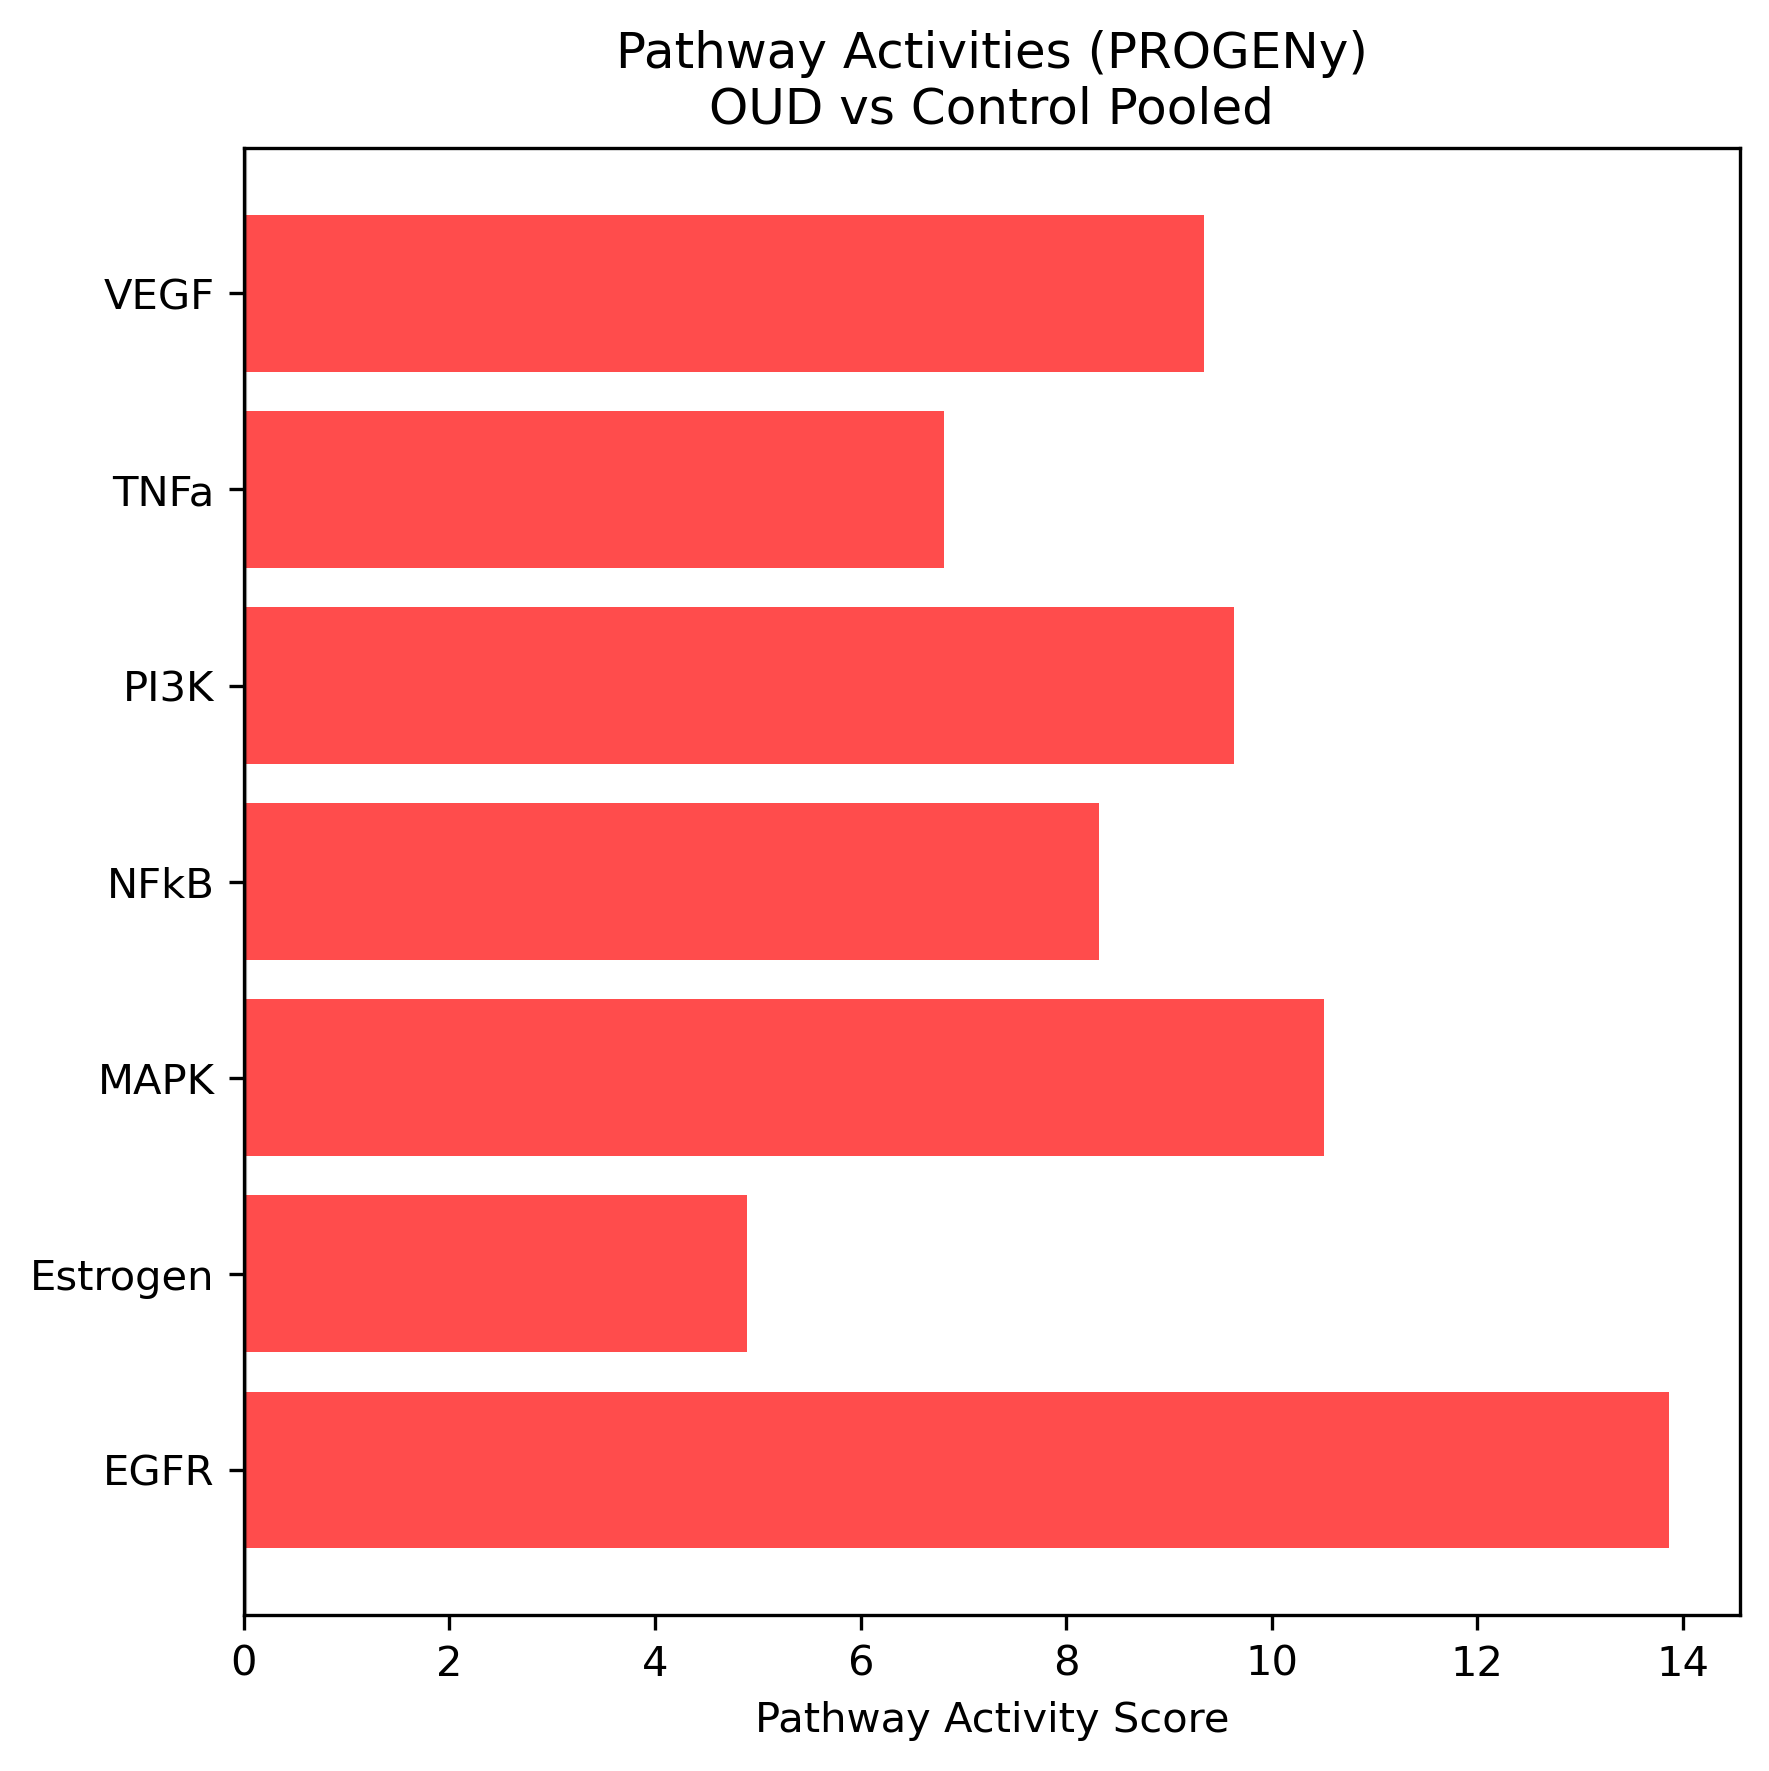 Pathway Activities (PROGENy)
OUD vs Control Pooled
VEGF
TNFa
PI3K
NFkB
MAPK
Estrogen
EGFR
0 2 4 6 8 10 12 14
Pathway Activity Score